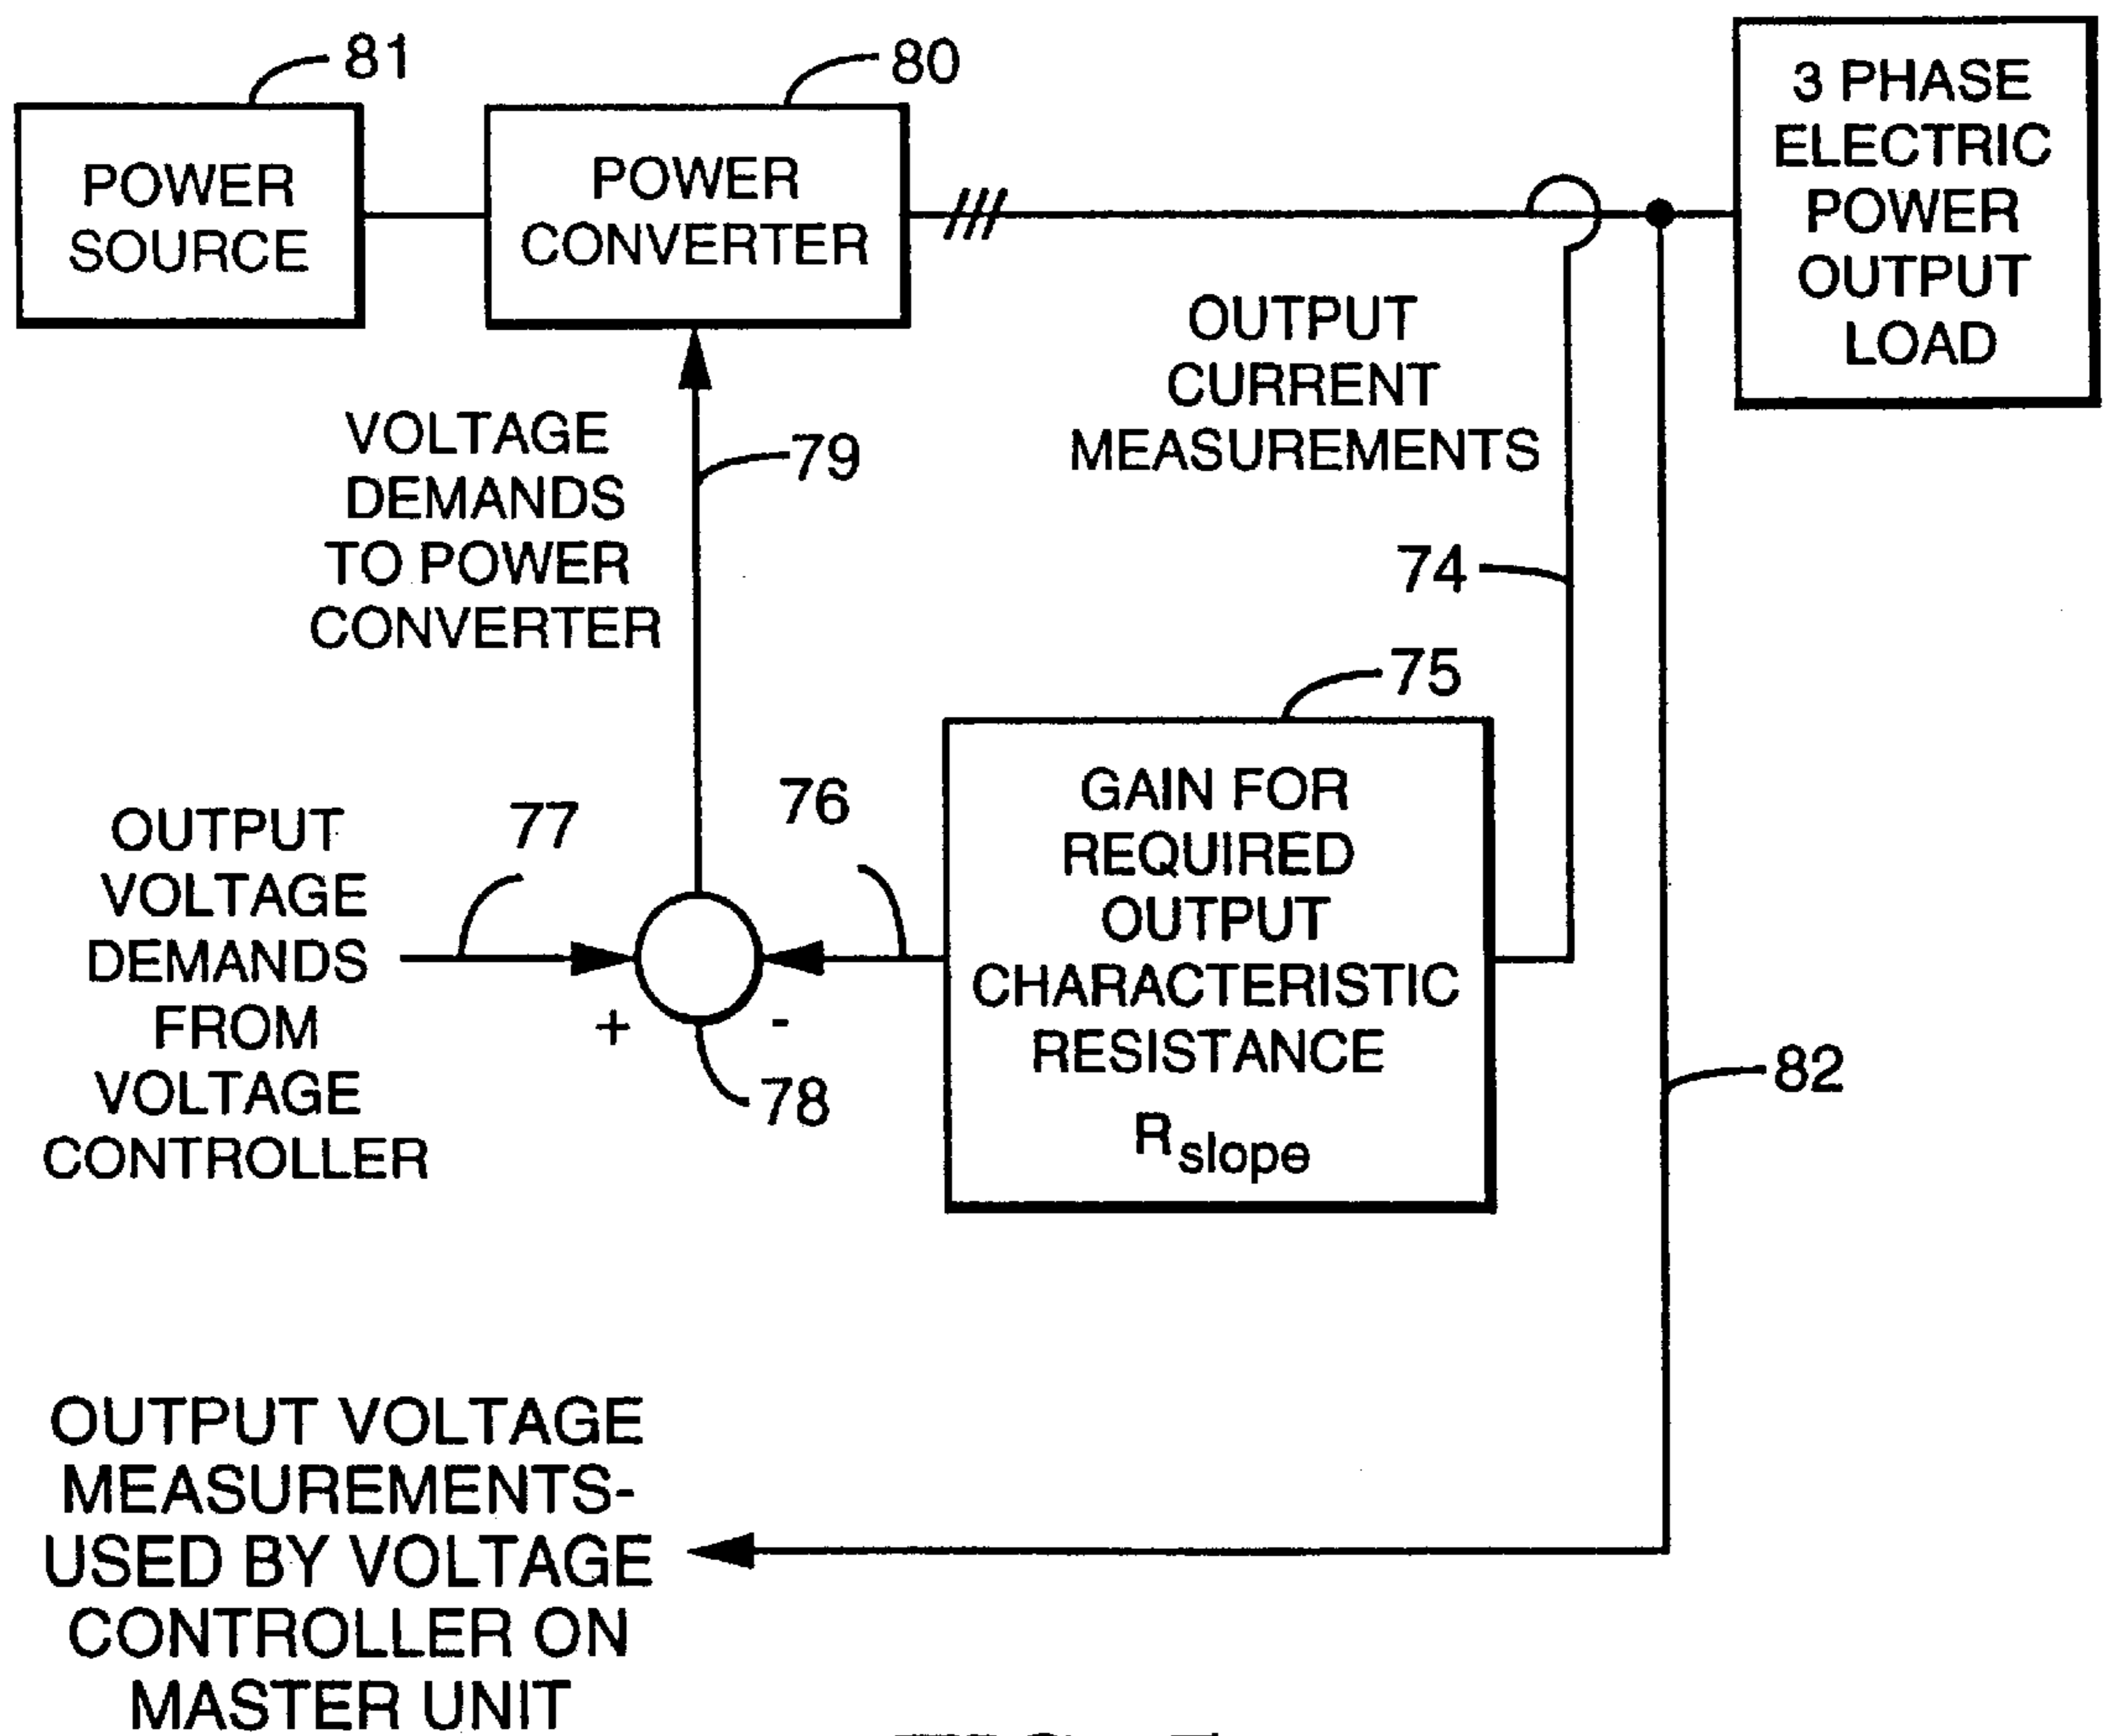 81
80
POWER
SOURCE
POWER
CONVERTER
3 PHASE
ELECTRIC
POWER
OUTPUT
LOAD
OUTPUT
CURRENT
MEASUREMENTS
VOLTAGE
DEMANDS
TO POWER
CONVERTER
79
74
75
GAIN FOR
REQUIRED
OUTPUT
CHARACTERISTIC
RESISTANCE
Rslope
76
77
OUTPUT
VOLTAGE
DEMANDS
FROM
VOLTAGE
CONTROLLER
+
-
78
82
OUTPUT VOLTAGE
MEASUREMENTS-
USED BY VOLTAGE
CONTROLLER ON
MASTER UNIT